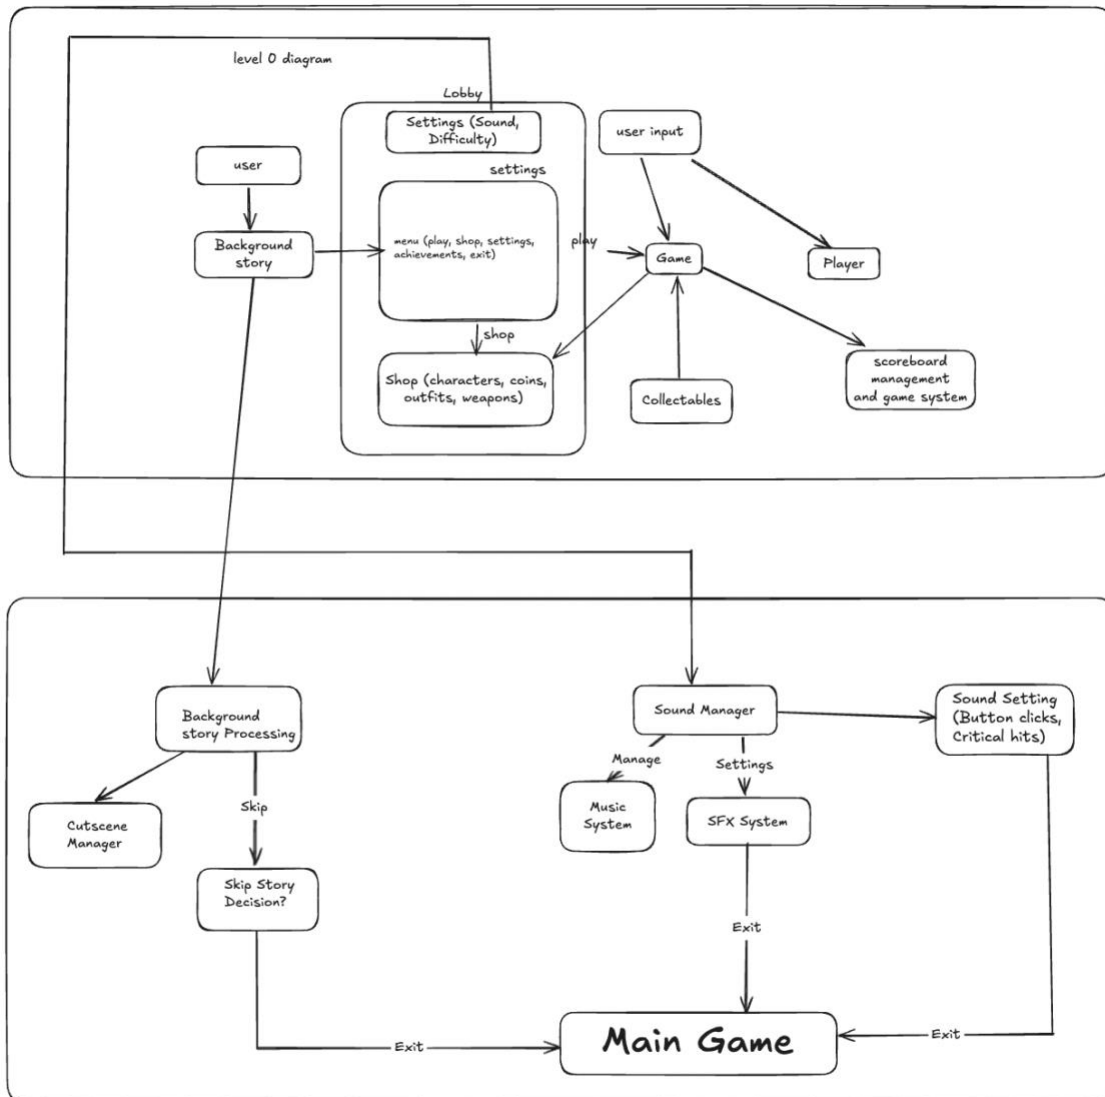 level 0 diagram
Lobby
Settings (Sound,
Difficulty)
user input
user
settings
Background
story
menu (play, shop, settings,
achievements, exit)
play
Game
Player
shop
Shop (characters, coins,
outfits, weapons)
Collectables
scoreboard
management
and game system
Background
story Processing
Sound Manager
Sound Setting
(Button clicks,
Critical hits)
Manage
Settings
Cutscene
Manager
Skip
Music
System
SFX System
Skip Story
Decision?
Exit
Main Game
Exit
Exit